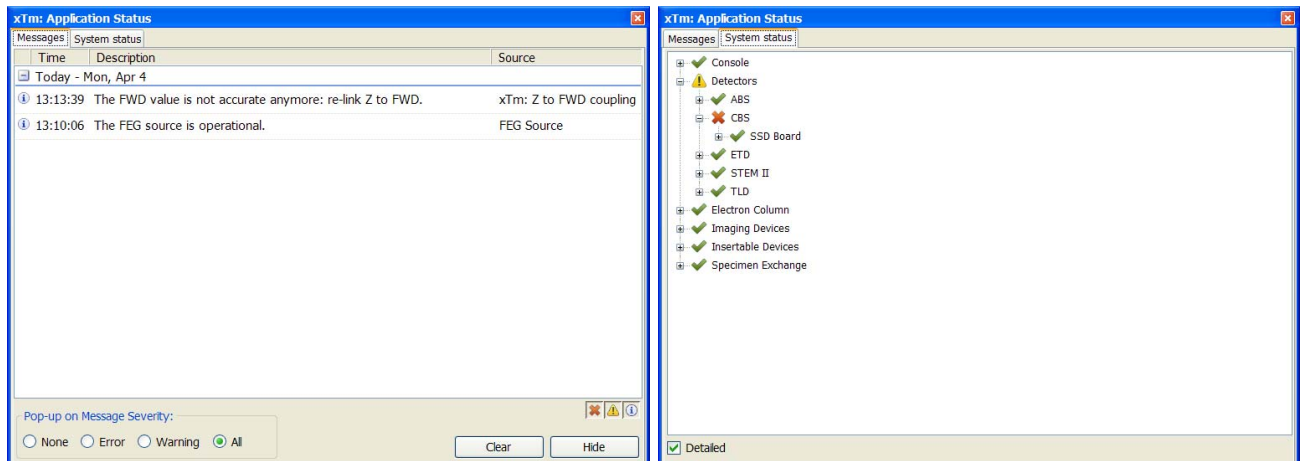 xTm: Application Status
Messages System status
Time Description Source
Today - Mon, Apr 4
13:13:39 The FWD value is not accurate anymore: re-link Z to FWD. xTm: Z to FWD coupling
13:10:06 The FEG source is operational. FEG Source
Pop-up on Message Severity:
None Error Warning All
Clear Hide
xTm: Application Status
Messages System status
Console
Detectors
ABS
CBS
SSD Board
ETD
STEM II
TLD
Electron Column
Imaging Devices
Insertable Devices
Specimen Exchange
Detailed